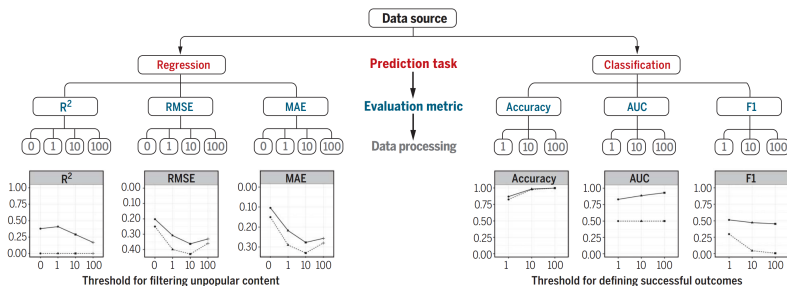 Data source
Regression
Prediction task
Classification
R²
RMSE
MAE
Evaluation metric
Accuracy
AUC
F1
0 1 10 100
0 1 10 100
0 1 10 100
Data processing
1 10 100
1 10 100
1 10 100
R²
1.00
0.75
0.50
0.25
0.00
0 1 10 100
RMSE
0.00
0.10
0.20
0.30
0.40
0 1 10 100
MAE
0.00
0.10
0.20
0.30
0 1 10 100
Threshold for filtering unpopular content
Accuracy
1.00
0.75
0.50
0.25
0.00
1 10 100
AUC
1.00
0.75
0.50
0.25
0.00
1 10 100
F1
1.00
0.75
0.50
0.25
0.00
1 10 100
Threshold for defining successful outcomes